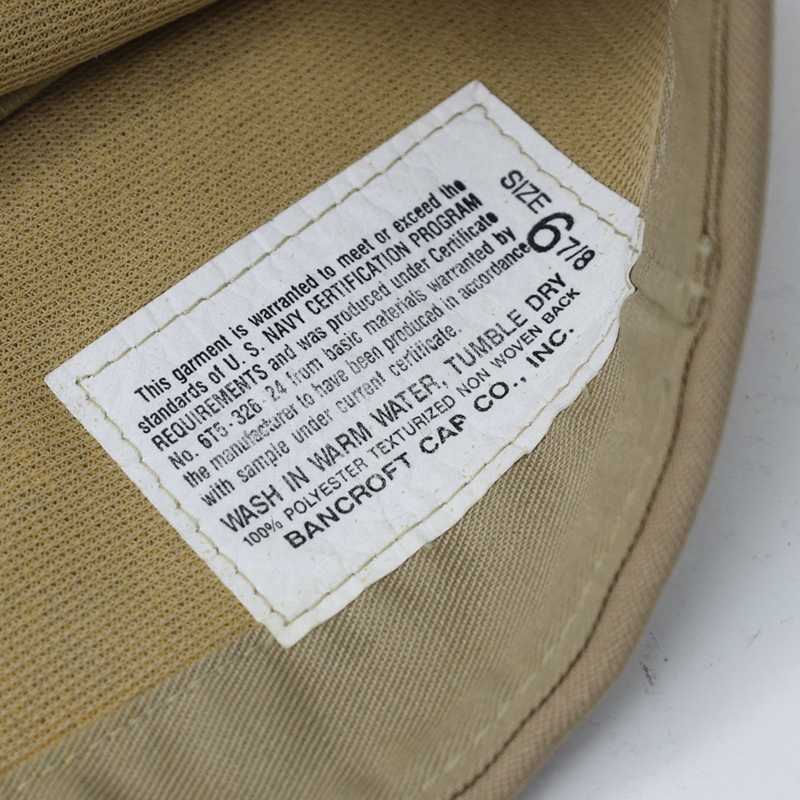 This garment is warranted to meet or exceed the
standards of U. S. NAVY CERTIFICATION PROGRAM
REQUIREMENTS and was produced under Certificate
No. 6T5-326-24 from basic materials warranted by
the manufacturer to have been produced in accordance
with sample under current certificate.
WASH IN WARM WATER, TUMBLE DRY
100% POLYESTER TEXTURIZED NON WOVEN BACK
BANCROFT CAP CO., INC.
SIZE
6 7/8